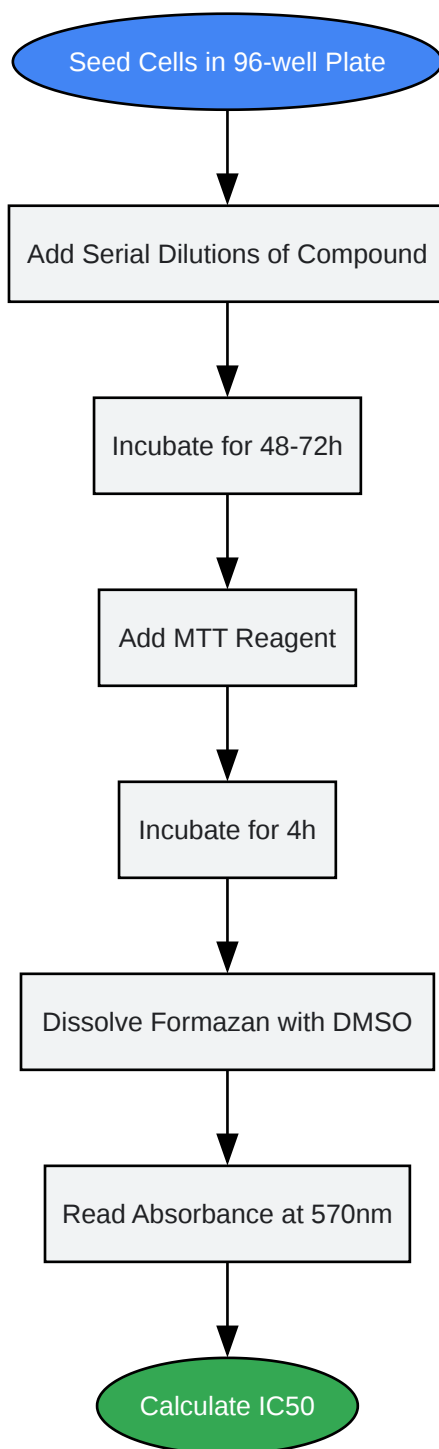 Seed Cells in 96-well Plate
Add Serial Dilutions of Compound
Incubate for 48-72h
Add MTT Reagent
Incubate for 4h
Dissolve Formazan with DMSO
Read Absorbance at 570nm
Calculate IC50